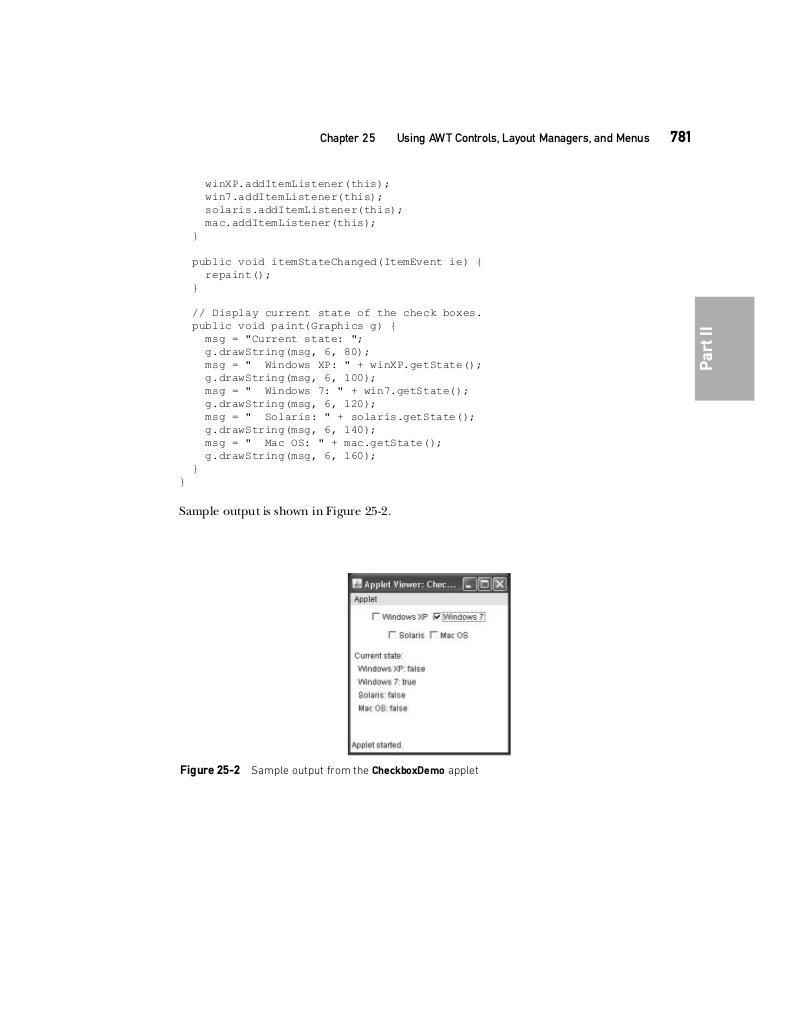 Chapter 25 Using AWT Controls, Layout Managers, and Menus 781
winXP.addItemListener(this);
win7.addItemListener(this);
solaris.addItemListener(this);
mac.addItemListener(this);
}
public void itemStateChanged(ItemEvent ie) {
repaint();
}
// Display current state of the check boxes.
public void paint(Graphics g) {
msg = "Current state: ";
g.drawString(msg, 6, 80);
msg = "  Windows XP: " + winXP.getState();
g.drawString(msg, 6, 100);
msg = "  Windows 7: " + win7.getState();
g.drawString(msg, 6, 120);
msg = "  Solaris: " + solaris.getState();
g.drawString(msg, 6, 140);
msg = "  Mac OS: " + mac.getState();
g.drawString(msg, 6, 160);
}
}
Part II
Sample output is shown in Figure 25-2.
Applet Viewer: Chec...
Applet
Windows XP Windows 7
Solaris Mac OS
Current state:
Windows XP: false
Windows 7: true
Solaris: false
Mac OS: false
Applet started.
Figure 25-2 Sample output from the CheckboxDemo applet